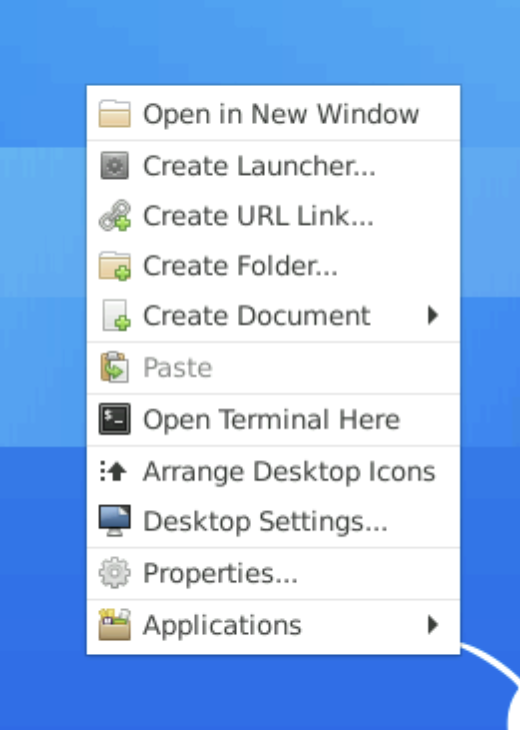 Open in New Window
Create Launcher...
Create URL Link...
Create Folder...
Create Document
Paste
Open Terminal Here
Arrange Desktop Icons
Desktop Settings...
Properties...
Applications